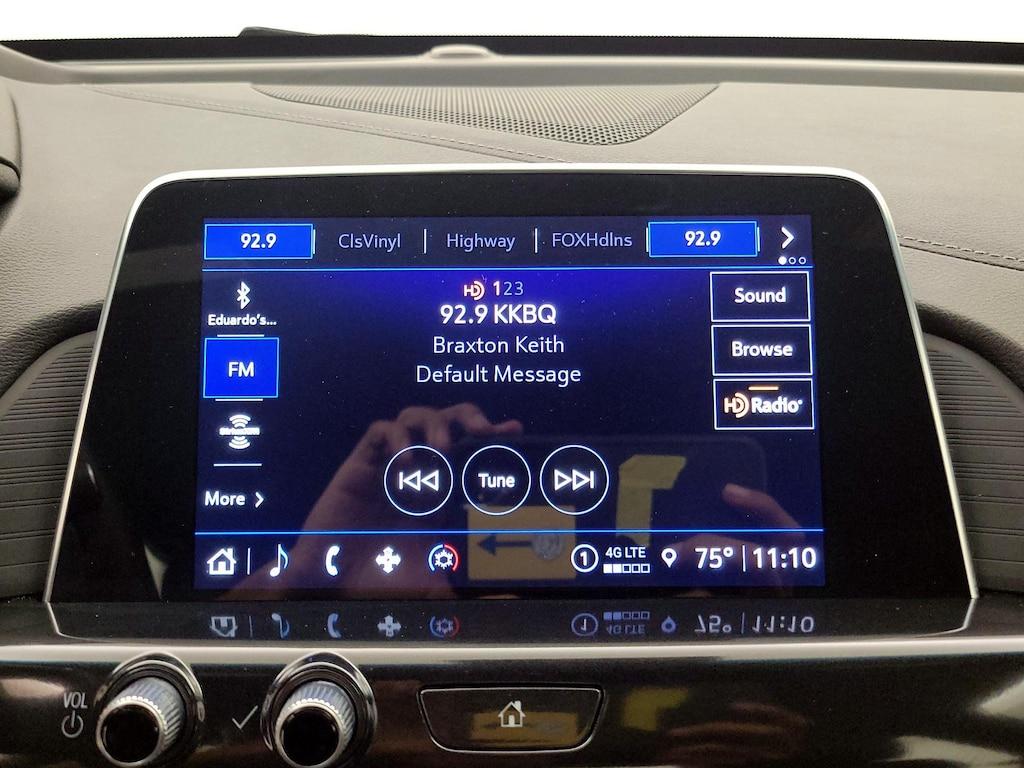 92.9 ClsVinyl Highway FOXHdlns 92.9
Eduardo's...
FM
SiriusXM
More
HD 123
92.9 KKBQ
Braxton Keith
Default Message
Tune
Sound
Browse
HD Radio
1 4G LTE 75° 11:10
VOL